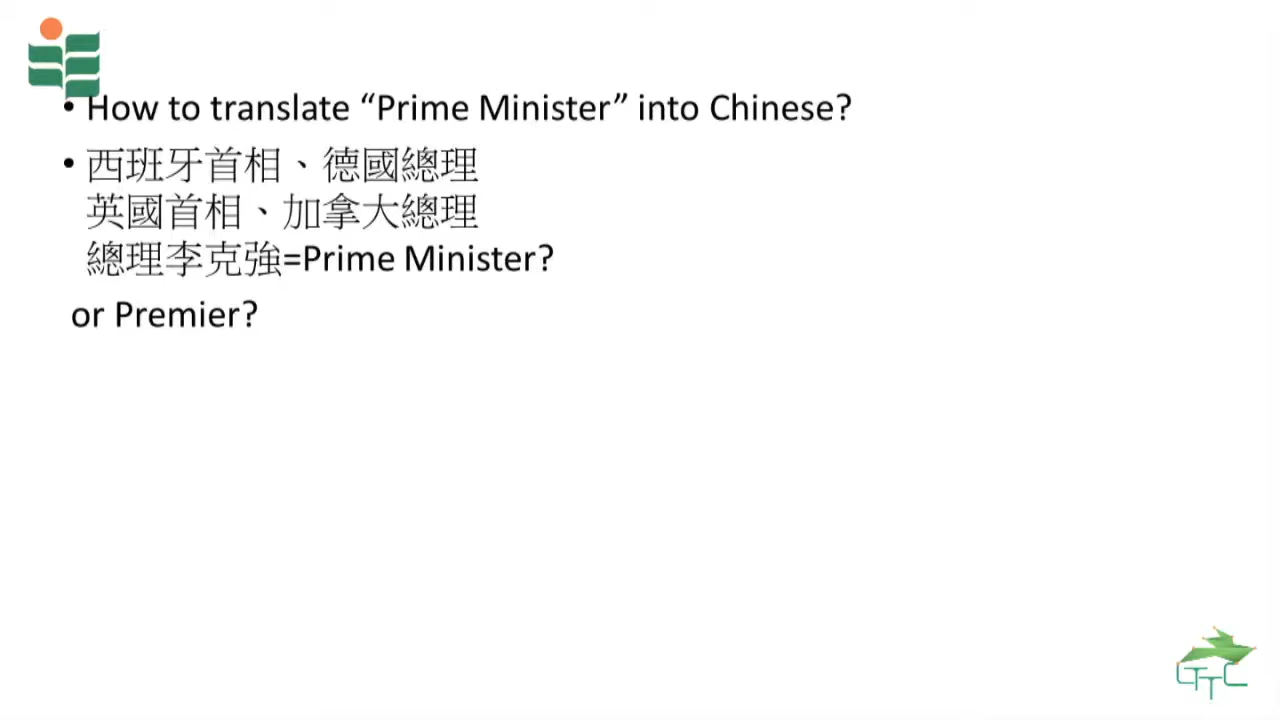 • How to translate “Prime Minister” into Chinese?
• 西班牙首相、德國總理
英國首相、加拿大總理
總理李克強=Prime Minister?
or Premier?
CTTC